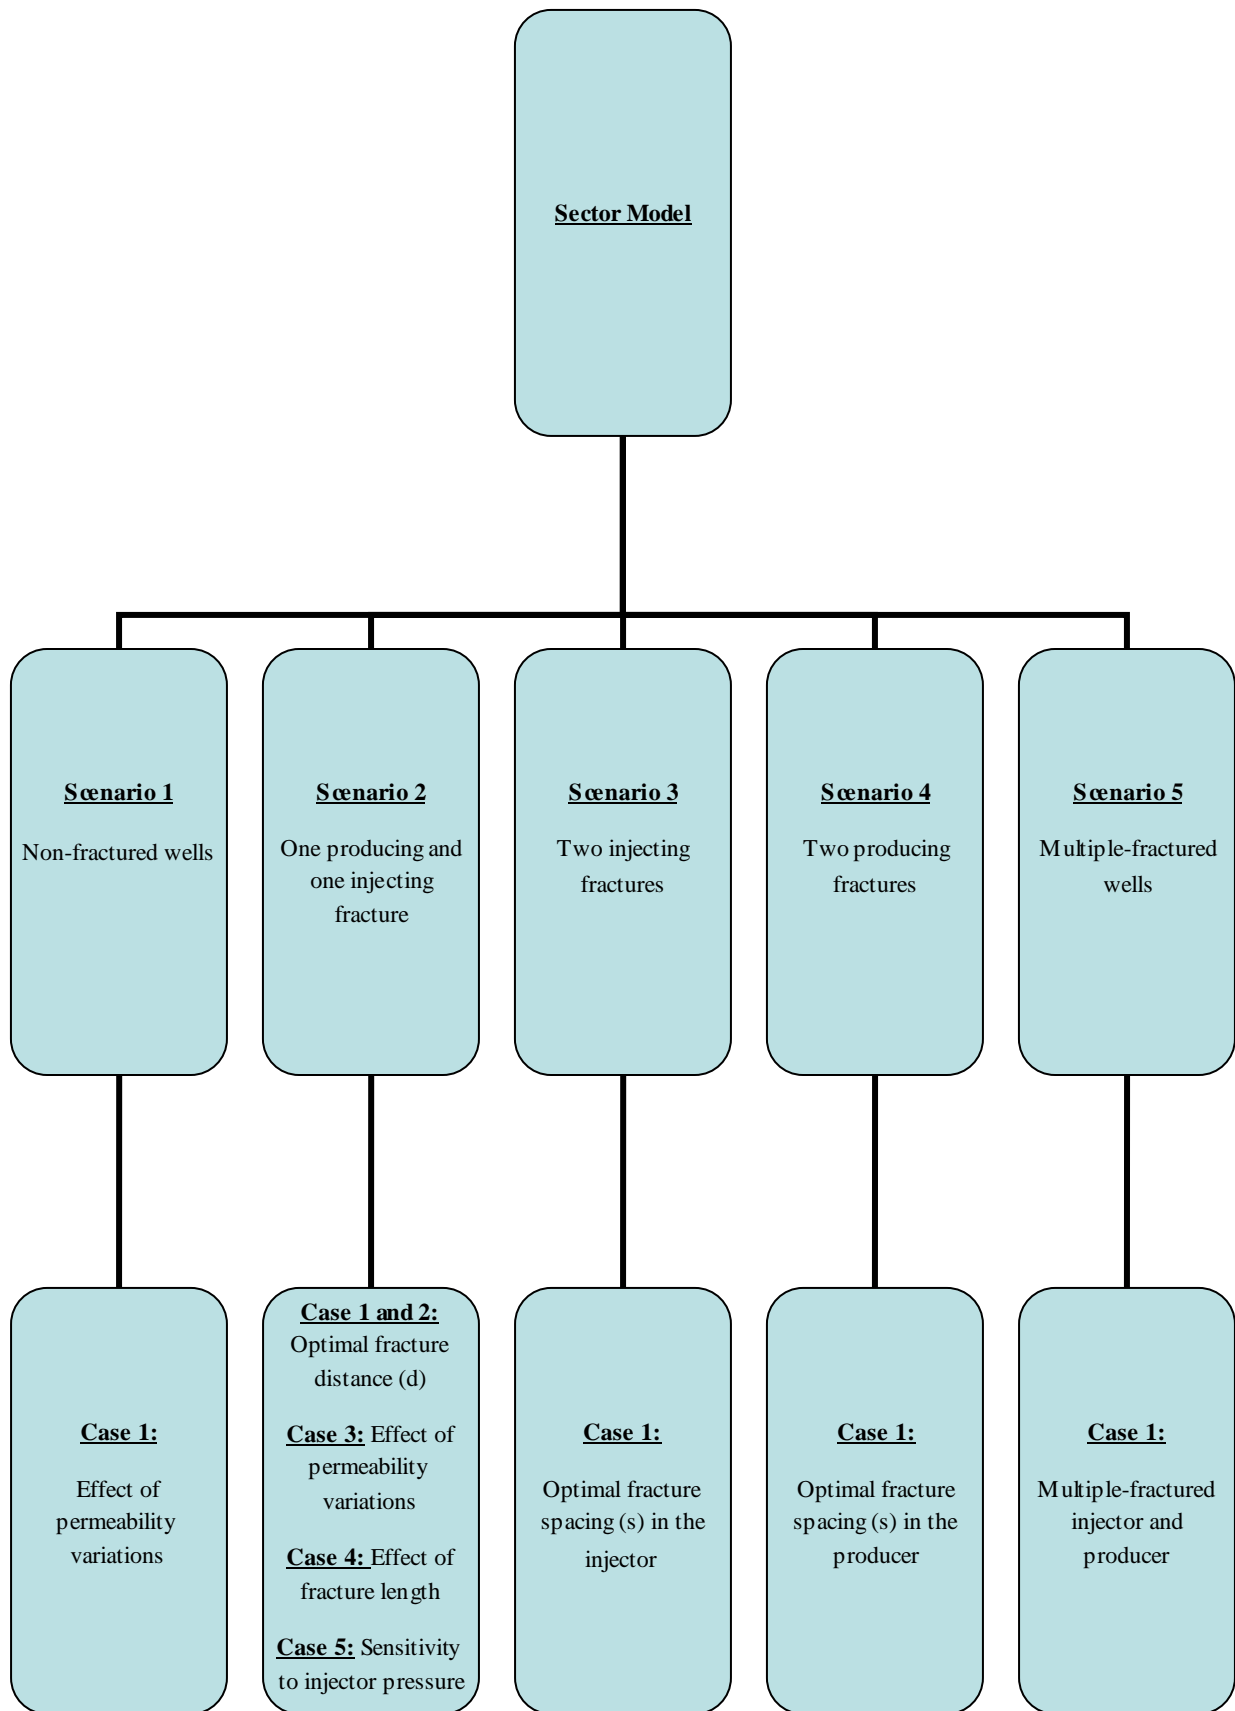 Sector Model
Scenario 1
Non-fractured wells
Scenario 2
One producing and
one injecting
fracture
Scenario 3
Two injecting
fractures
Scenario 4
Two producing
fractures
Scenario 5
Multiple-fractured
wells
Case 1:
Effect of
permeability
variations
Case 1 and 2:
Optimal fracture
distance (d)
Case 3: Effect of
permeability
variations
Case 4: Effect of
fracture length
Case 5: Sensitivity
to injector pressure
Case 1:
Optimal fracture
spacing (s) in the
injector
Case 1:
Optimal fracture
spacing (s) in the
producer
Case 1:
Multiple-fractured
injector and
producer